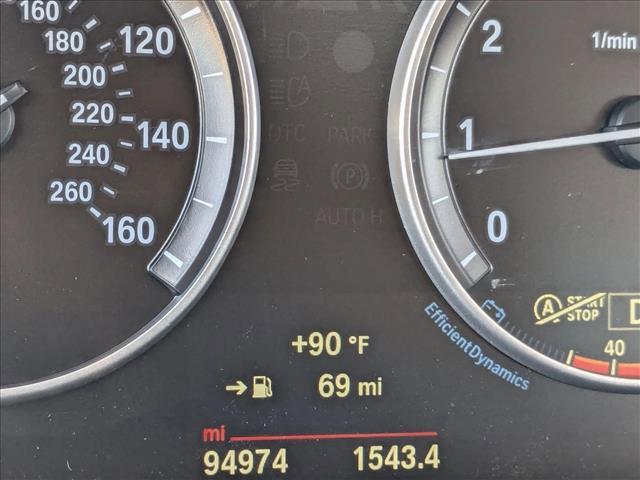 160
180
200
220
240
260
120
140
160
DTC PARK
P
AUTO H
2
1/min
1
0
A START
STOP
D
40
EfficientDynamics
+90 °F
69 mi
mi
94974 1543.4